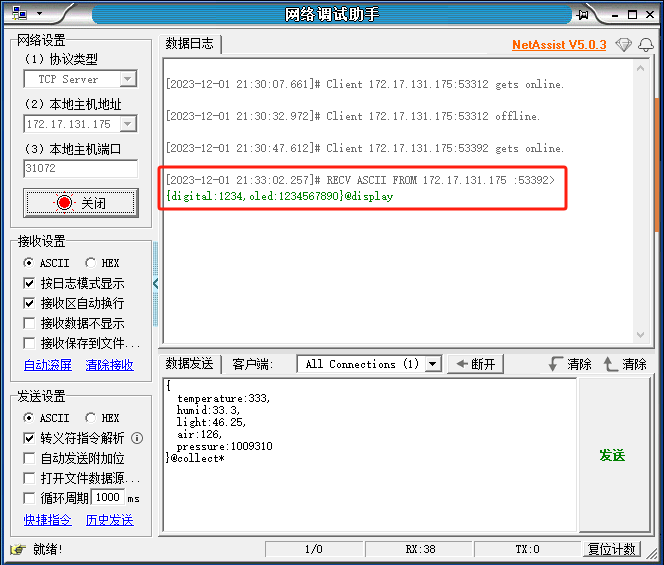 网络调试助手
网络设置
(1) 协议类型
TCP Server
(2) 本地主机地址
172.17.131.175
(3) 本地主机端口
31072
关闭
接收设置
ASCII HEX
按日志模式显示
接收区自动换行
接收数据不显示
接收保存到文件...
自动滚屏 清除接收
发送设置
ASCII HEX
转义符指令解析
自动发送附加位
打开文件数据源...
循环周期 1000 ms
快捷指令 历史发送
数据日志 NetAssist V5.0.3
[2023-12-01 21:30:07.661]# Client 172.17.131.175:53312 gets online.
[2023-12-01 21:30:32.972]# Client 172.17.131.175:53312 offline.
[2023-12-01 21:30:47.612]# Client 172.17.131.175:53392 gets online.
[2023-12-01 21:33:02.257]# RECV ASCII FROM 172.17.131.175 :53392>
{digital:1234,oled:1234567890}@display
数据发送 客户端: All Connections (1) 断开 清除 清除
{
temperature:333,
humid:33.3,
light:46.25,
air:126,
pressure:1009310
}@collect*
发送
就绪! 1/0 RX:38 TX:0 复位计数